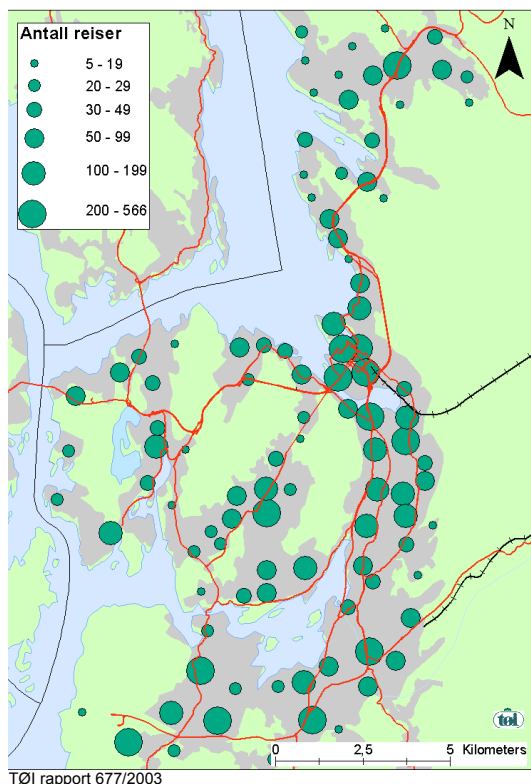 Antall reiser
5 - 19
20 - 29
30 - 49
50 - 99
100 - 199
200 - 566
N
tøi
0 2,5 5 Kilometers
TØI rapport 677/2003